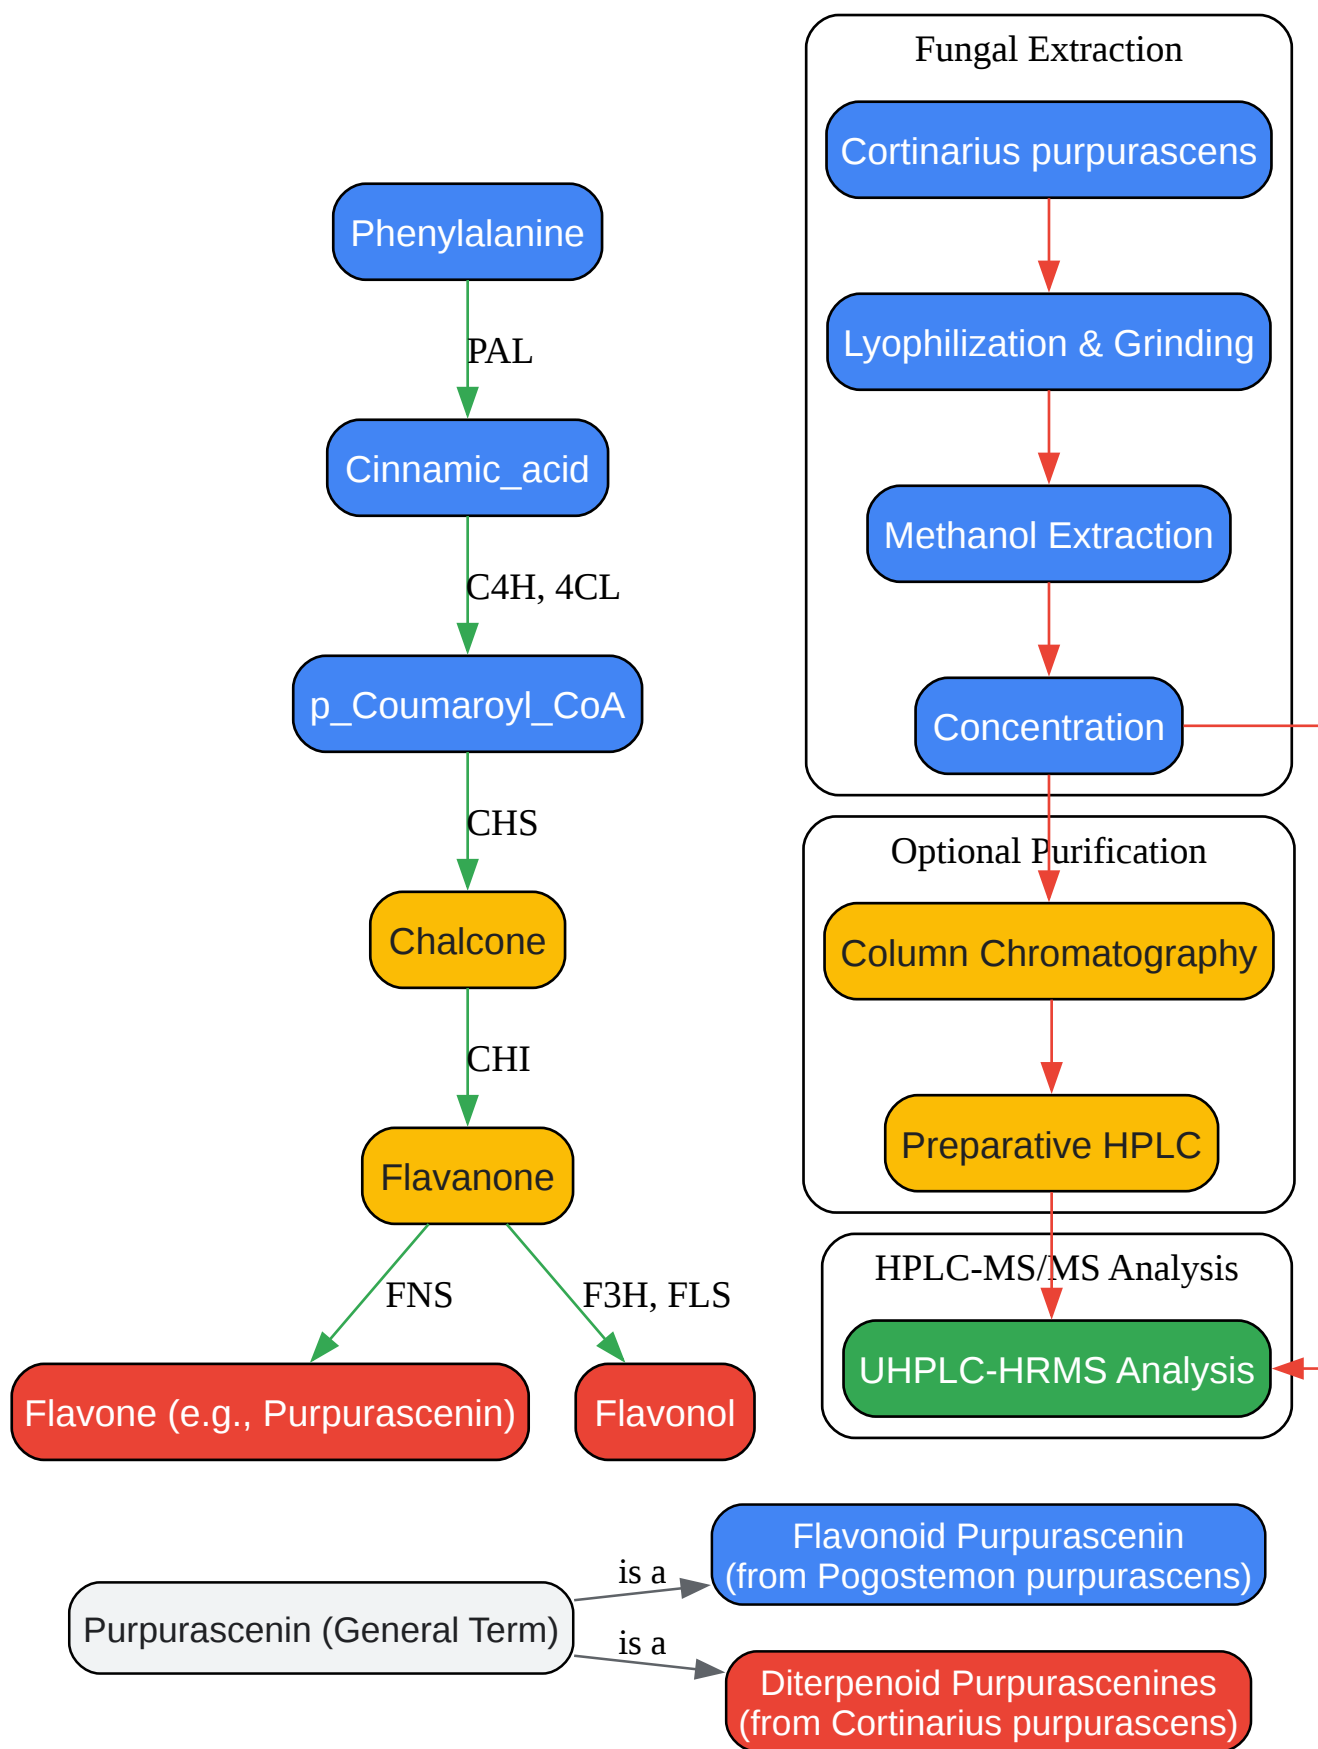 Phenylalanine
PAL
Cinnamic_acid
C4H, 4CL
p_Coumaroyl_CoA
CHS
Chalcone
CHI
Flavanone
FNS
F3H, FLS
Flavone (e.g., Purpurascenin)
Flavonol
Fungal Extraction
Cortinarius purpurascens
Lyophilization & Grinding
Methanol Extraction
Concentration
Optional Purification
Column Chromatography
Preparative HPLC
HPLC-MS/MS Analysis
UHPLC-HRMS Analysis
Purpurascenin (General Term)
is a
Flavonoid Purpurascenin
(from Pogostemon purpurascens)
is a
Diterpenoid Purpurascenines
(from Cortinarius purpurascens)